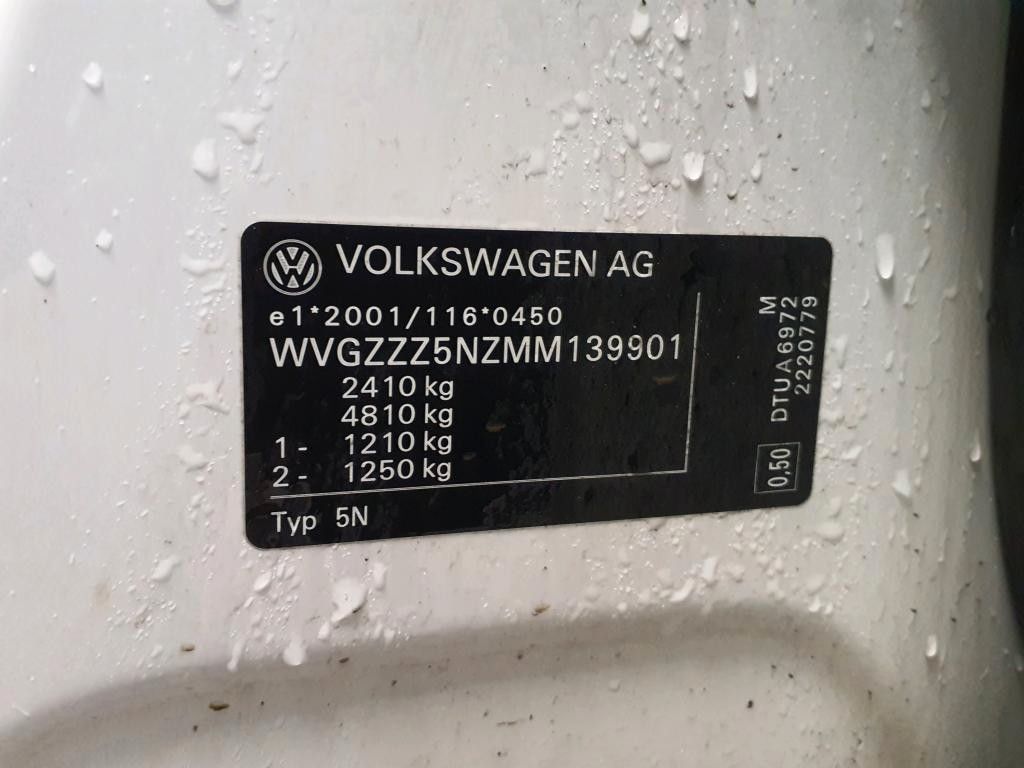 VOLKSWAGEN AG
e1*2001/116*0450
WVGZZZ5NZMM139901
2410 kg
4810 kg
1 - 1210 kg
2 - 1250 kg
Typ 5N
M
DTUA6972
2220779
0,50